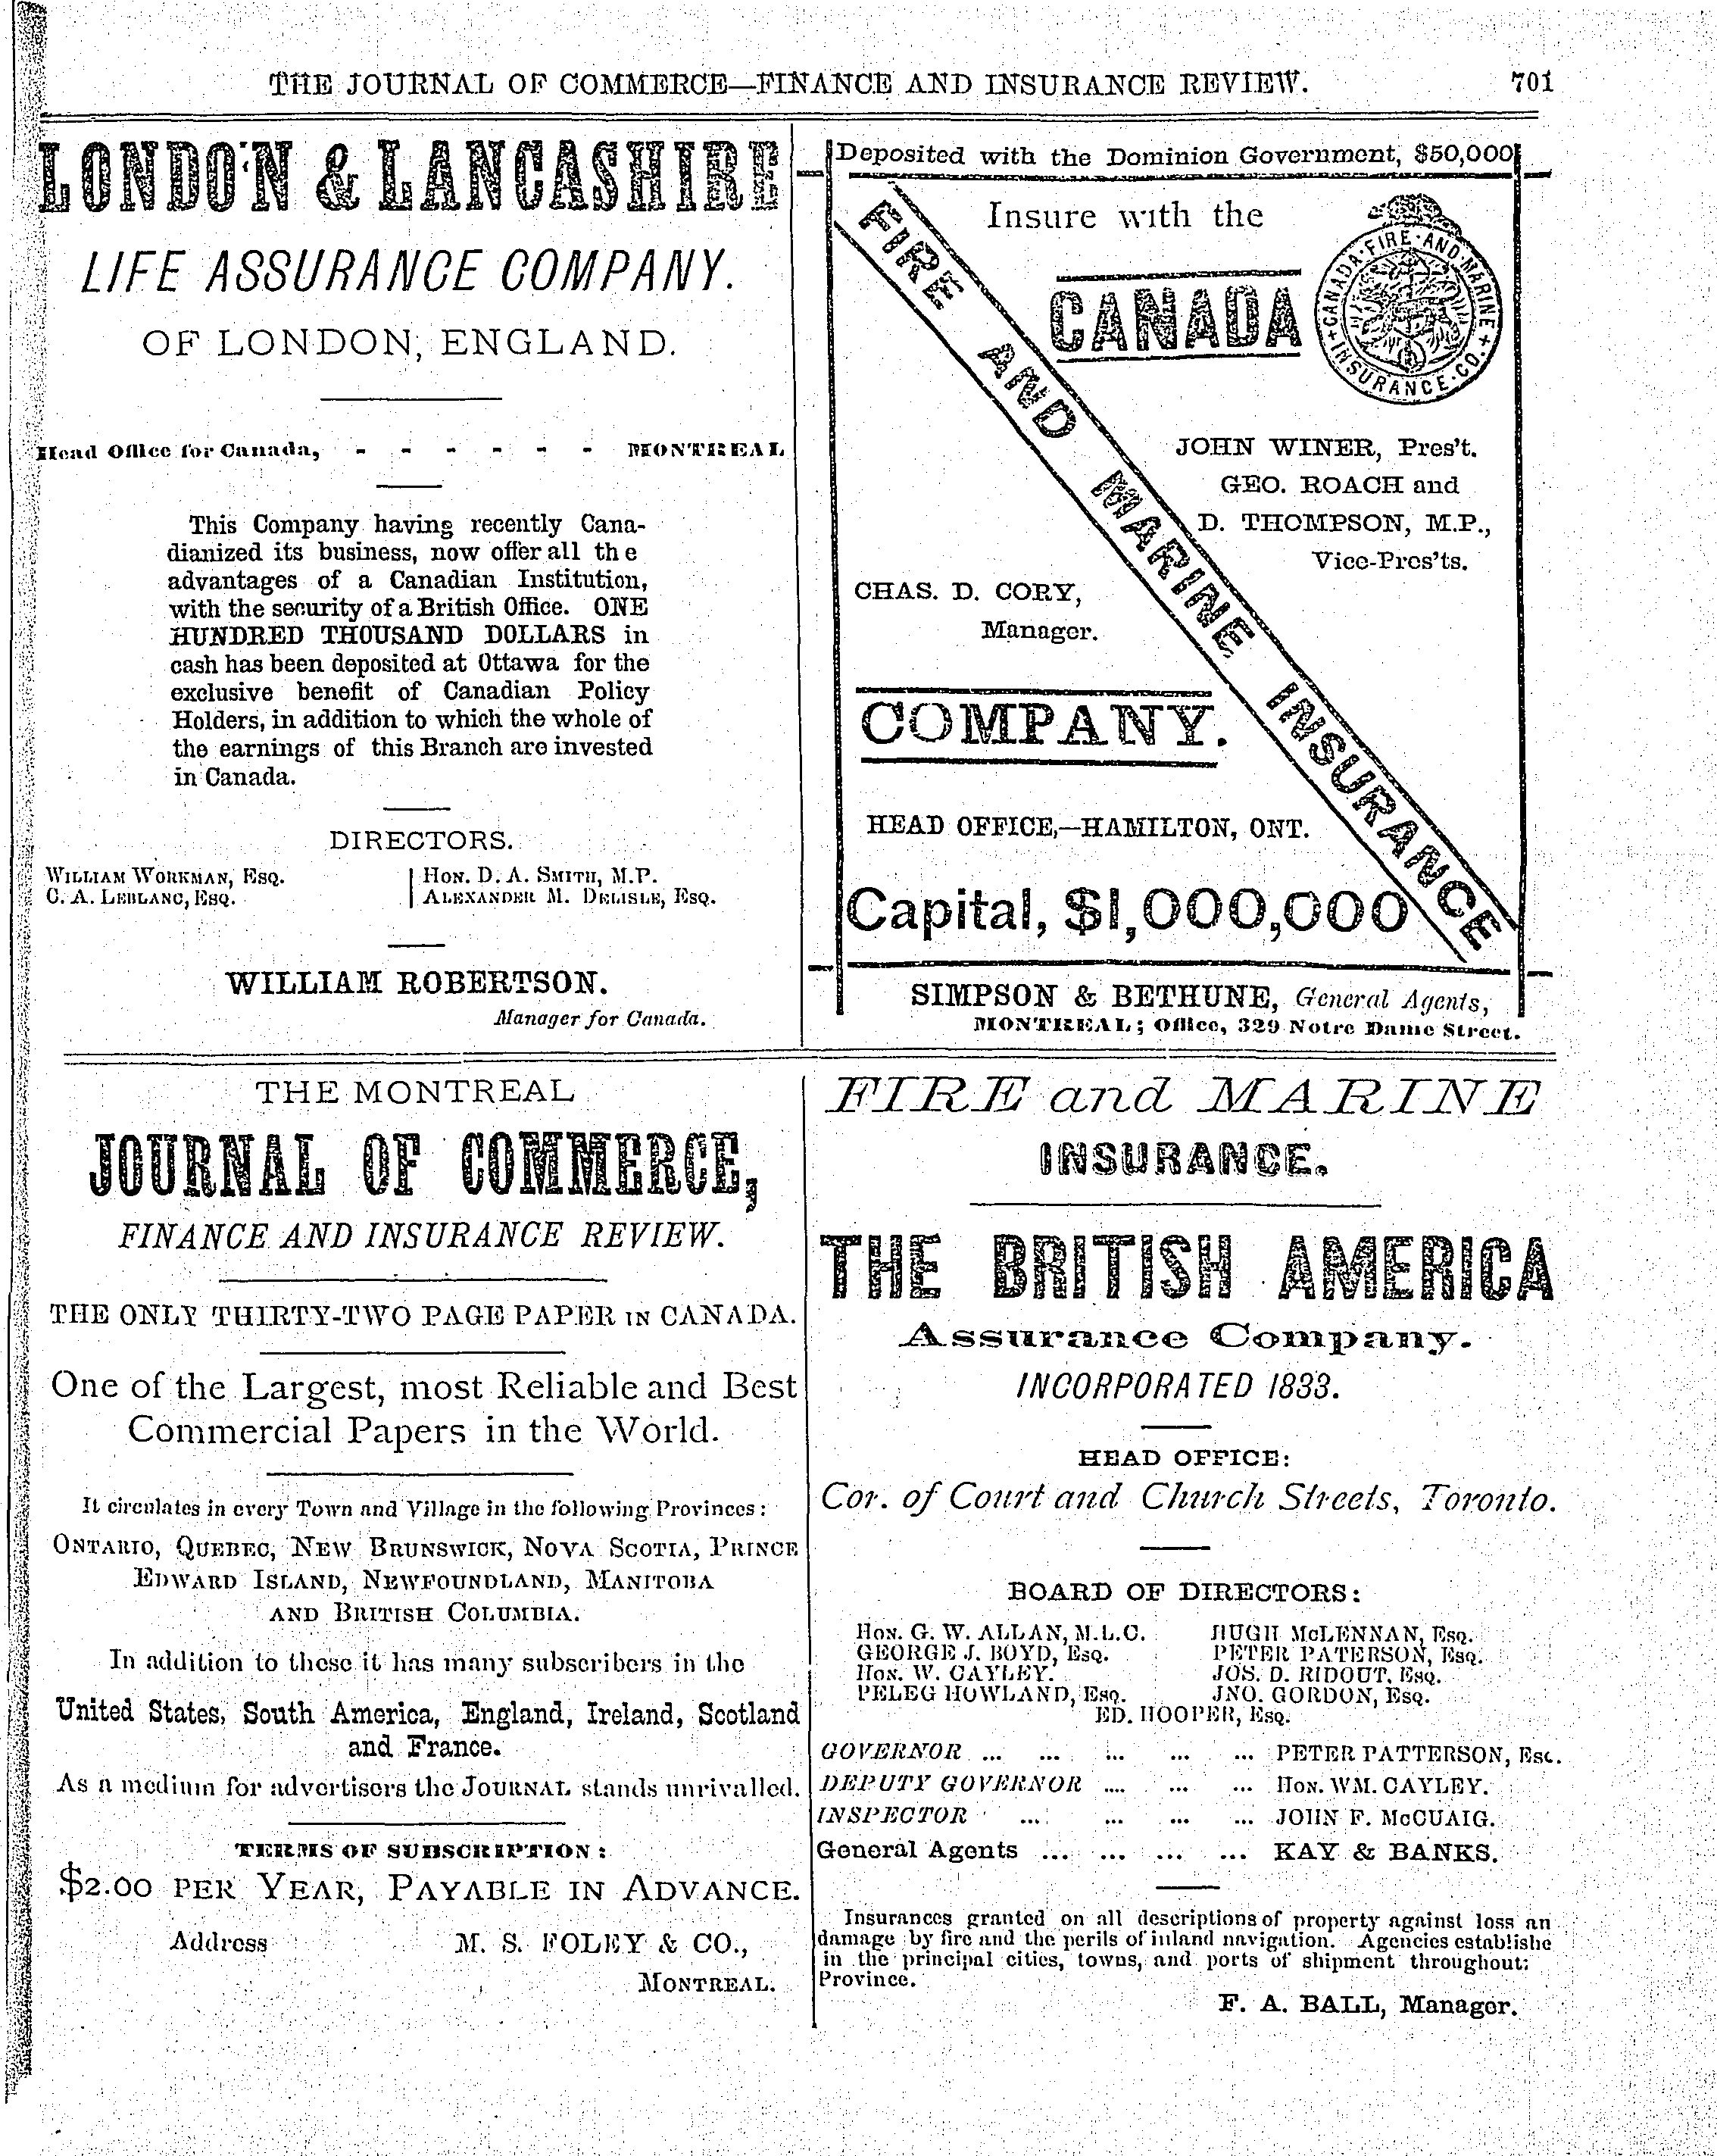 THE JOURNAL OF COMMERCE—FINANCE AND INSURANCE REVIEW. 701
LONDON & LANCASHIRE
LIFE ASSURANCE COMPANY.
OF LONDON, ENGLAND.
Head Office for Canada, - - - - - - MONTREAL
This Company having recently Cana-
dianized its business, now offer all the
advantages of a Canadian Institution,
with the security of a British Office. ONE
HUNDRED THOUSAND DOLLARS in
cash has been deposited at Ottawa for the
exclusive benefit of Canadian Policy
Holders, in addition to which the whole of
the earnings of this Branch are invested
in Canada.
DIRECTORS.
WILLIAM WORKMAN, ESQ. HON. D. A. SMITH, M.P.
C. A. LEBLANC, ESQ. ALEXANDER M. DELISLE, ESQ.
WILLIAM ROBERTSON.
Manager for Canada.
Deposited with the Dominion Government, $50,000
Insure with the
CANADA
CANADA·FIRE·AND·MARINE
INSURANCE·CO.
FIRE AND MARINE INSURANCE
JOHN WINER, Pres't.
GEO. ROACH and
D. THOMPSON, M.P.,
Vice-Pres'ts.
CHAS. D. CORY,
Manager.
COMPANY.
HEAD OFFICE,—HAMILTON, ONT.
Capital, $1,000,000
SIMPSON & BETHUNE, General Agents,
MONTREAL; Office, 329 Notre Dame Street.
THE MONTREAL
JOURNAL OF COMMERCE,
FINANCE AND INSURANCE REVIEW.
THE ONLY THIRTY-TWO PAGE PAPER IN CANADA.
One of the Largest, most Reliable and Best
Commercial Papers in the World.
It circulates in every Town and Village in the following Provinces:
ONTARIO, QUEBEC, NEW BRUNSWICK, NOVA SCOTIA, PRINCE
EDWARD ISLAND, NEWFOUNDLAND, MANITOBA
AND BRITISH COLUMBIA.
In addition to these it has many subscribers in the
United States, South America, England, Ireland, Scotland
and France.
As a medium for advertisers the JOURNAL stands unrivalled.
TERMS OF SUBSCRIPTION:
$2.00 PER YEAR, PAYABLE IN ADVANCE.
Address M. S. FOLEY & CO.,
MONTREAL.
FIRE and MARINE
INSURANCE.
THE BRITISH AMERICA
Assurance Company.
INCORPORATED 1833.
HEAD OFFICE:
Cor. of Court and Church Streets, Toronto.
BOARD OF DIRECTORS:
HON. G. W. ALLAN, M.L.C. HUGH McLENNAN, ESQ.
GEORGE J. BOYD, ESQ. PETER PATERSON, ESQ.
HON. W. CAYLEY. JOS. D. RIDOUT, ESQ.
PELEG HOWLAND, ESQ. JNO. GORDON, ESQ.
ED. HOOPER, ESQ.
GOVERNOR ... ... ... ... ... PETER PATTERSON, Esq.
DEPUTY GOVERNOR .... ... ... HON. WM. CAYLEY.
INSPECTOR ... ... ... ... JOHN F. McCUAIG.
General Agents ... ... ... ... KAY & BANKS.
Insurances granted on all descriptions of property against loss an
damage by fire and the perils of inland navigation. Agencies establishe
in the principal cities, towns, and ports of shipment throughout
Province.
F. A. BALL, Manager.